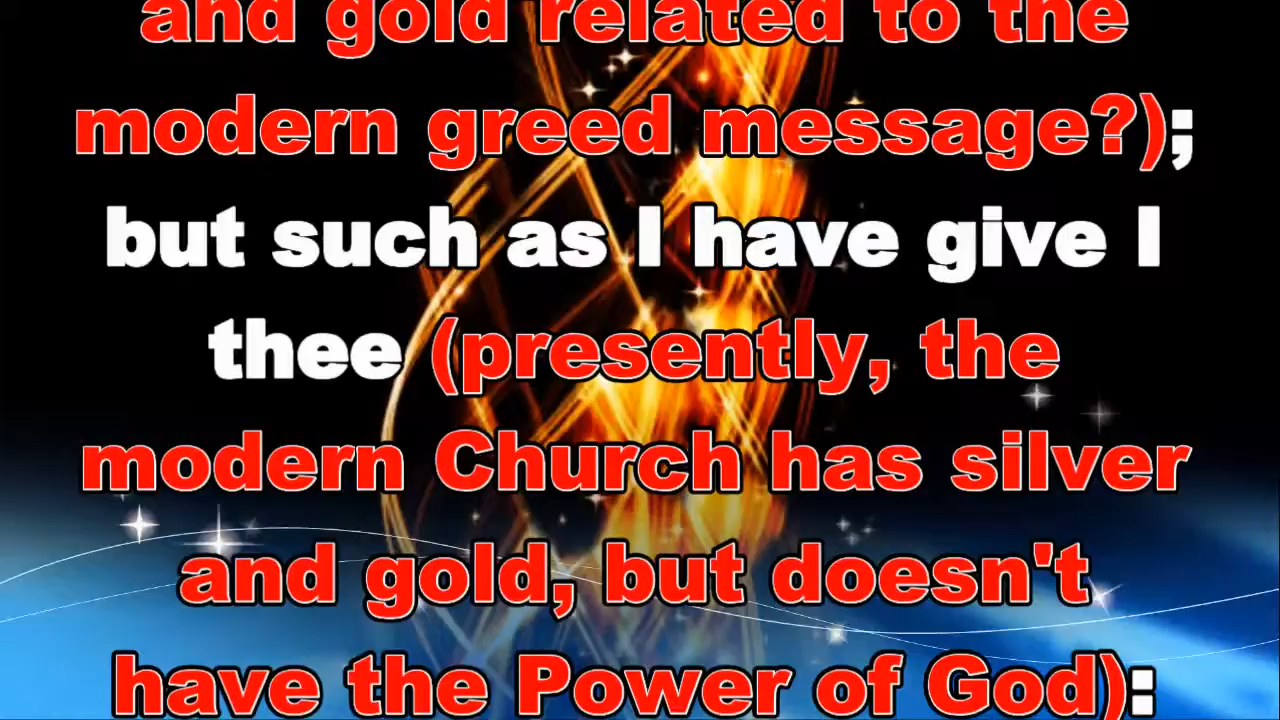 and gold related to the
modern greed message?);
but such as I have give I
thee (presently, the
modern Church has silver
and gold, but doesn't
have the Power of God):